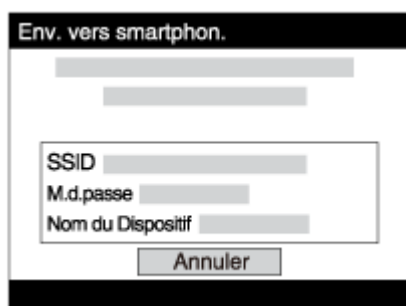 Env. vers smartphon.
SSID
M.d.passe
Nom du Dispositif
Annuler